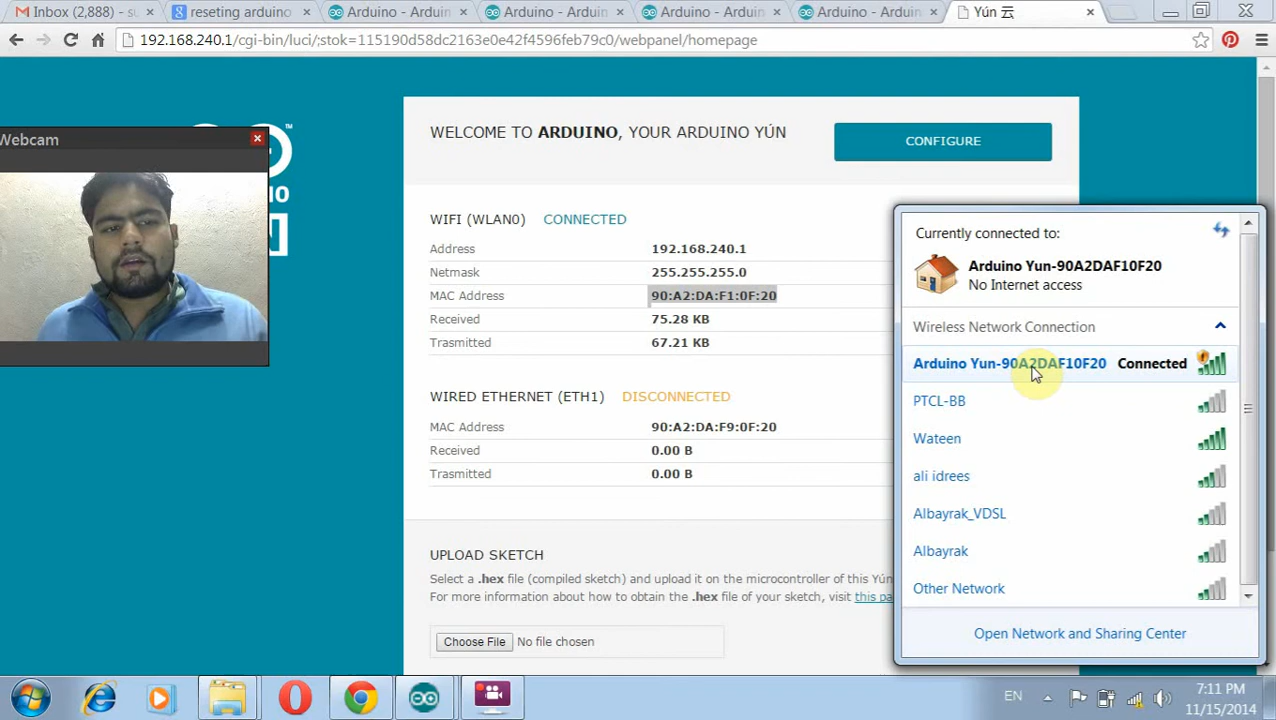 Inbox (2,888) - su
reseting arduino
Arduino - Arduin
Arduino - Arduin
Arduino - Arduin
Arduino - Arduin
Yún 云
192.168.240.1/cgi-bin/luci/;stok=115190d58dc2163e0e42f4596feb79c0/webpanel/homepage
Webcam
WELCOME TO ARDUINO, YOUR ARDUINO YÚN
CONFIGURE
WIFI (WLAN0) CONNECTED
Address 192.168.240.1
Netmask 255.255.255.0
MAC Address 90:A2:DA:F1:0F:20
Received 75.28 KB
Trasmitted 67.21 KB
WIRED ETHERNET (ETH1) DISCONNECTED
MAC Address 90:A2:DA:F9:0F:20
Received 0.00 B
Trasmitted 0.00 B
UPLOAD SKETCH
Select a .hex file (compiled sketch) and upload it on the microcontroller of this Yún
For more information about how to obtain the .hex file of your sketch, visit this pa
Choose File No file chosen
Currently connected to:
Arduino Yun-90A2DAF10F20
No Internet access
Wireless Network Connection
Arduino Yun-90A2DAF10F20 Connected
PTCL-BB
Wateen
ali idrees
Albayrak_VDSL
Albayrak
Other Network
Open Network and Sharing Center
EN
7:11 PM
11/15/2014